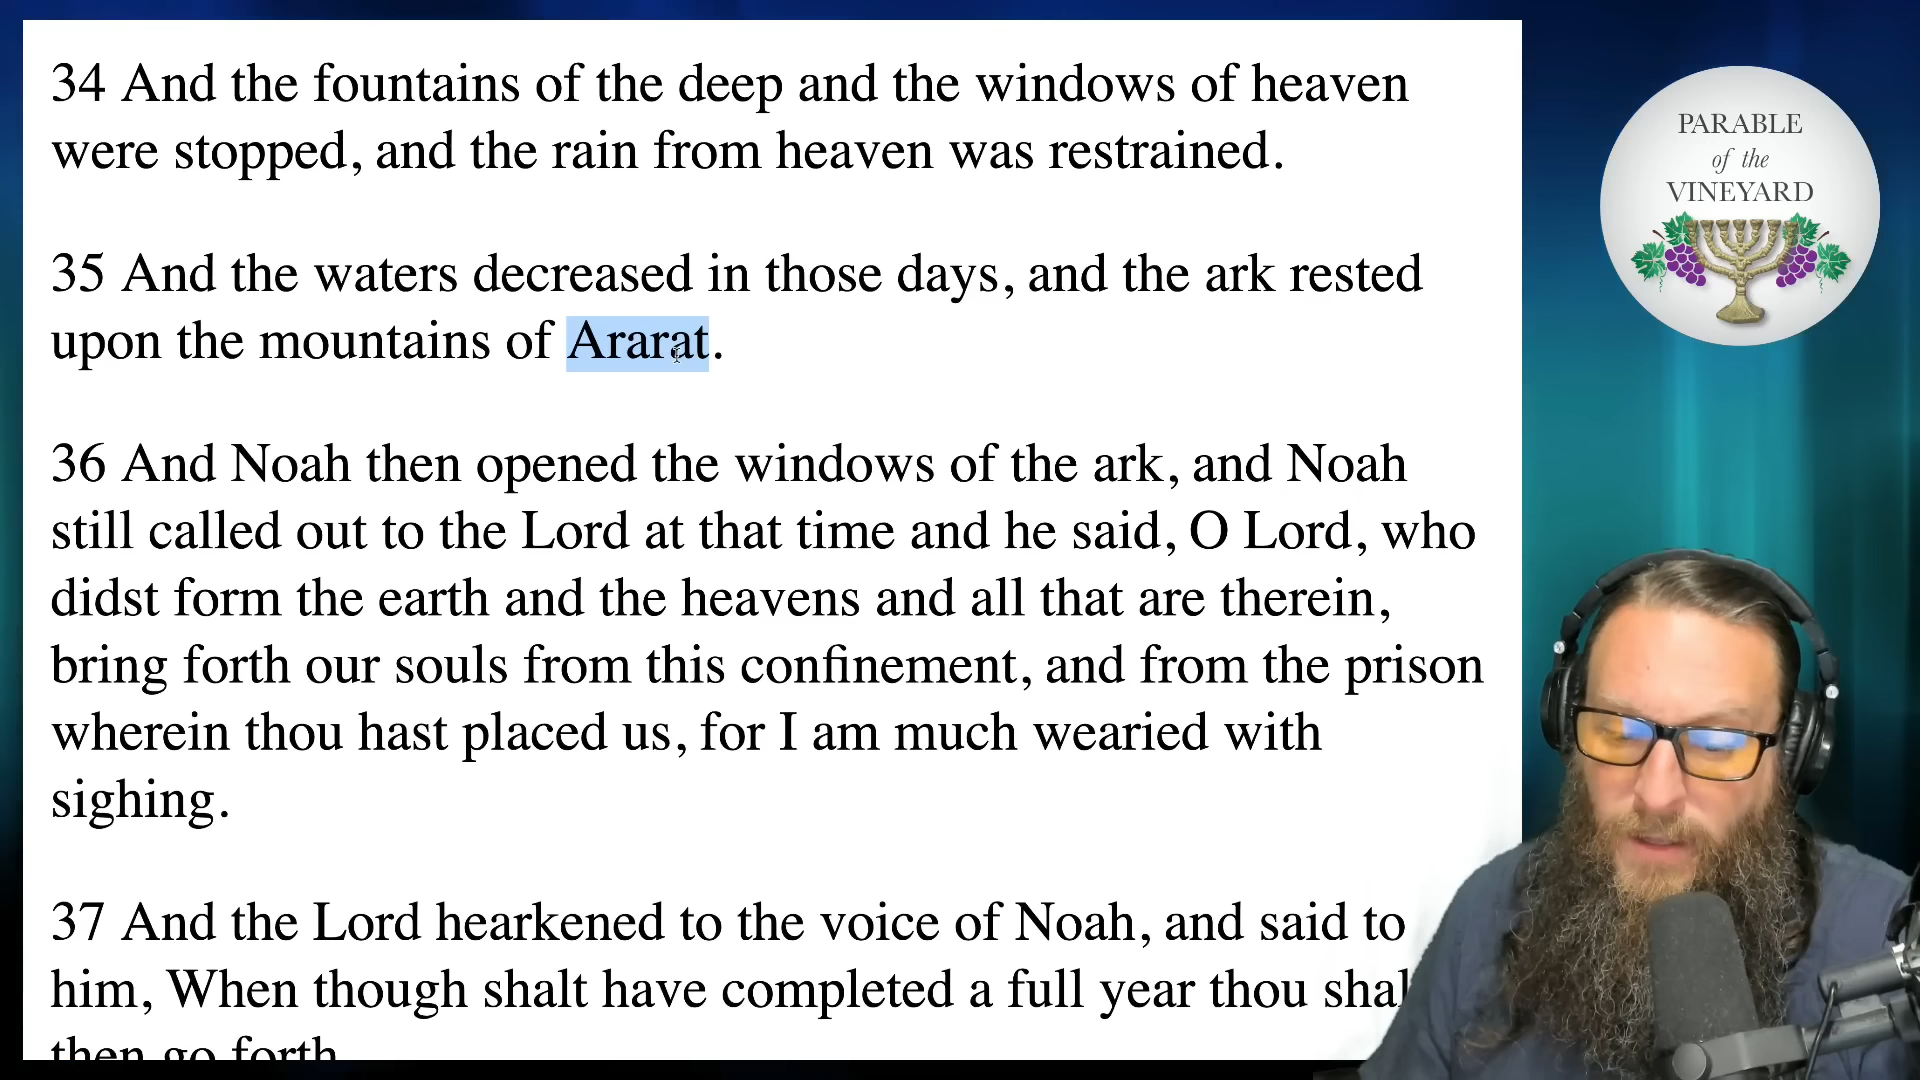 34 And the fountains of the deep and the windows of heaven
were stopped, and the rain from heaven was restrained.
35 And the waters decreased in those days, and the ark rested
upon the mountains of Ararat.
36 And Noah then opened the windows of the ark, and Noah
still called out to the Lord at that time and he said, O Lord, who
didst form the earth and the heavens and all that are therein,
bring forth our souls from this confinement, and from the prison
wherein thou hast placed us, for I am much wearied with
sighing.
37 And the Lord hearkened to the voice of Noah, and said to
him, When though shalt have completed a full year thou shal
then go forth
PARABLE
of the
VINEYARD